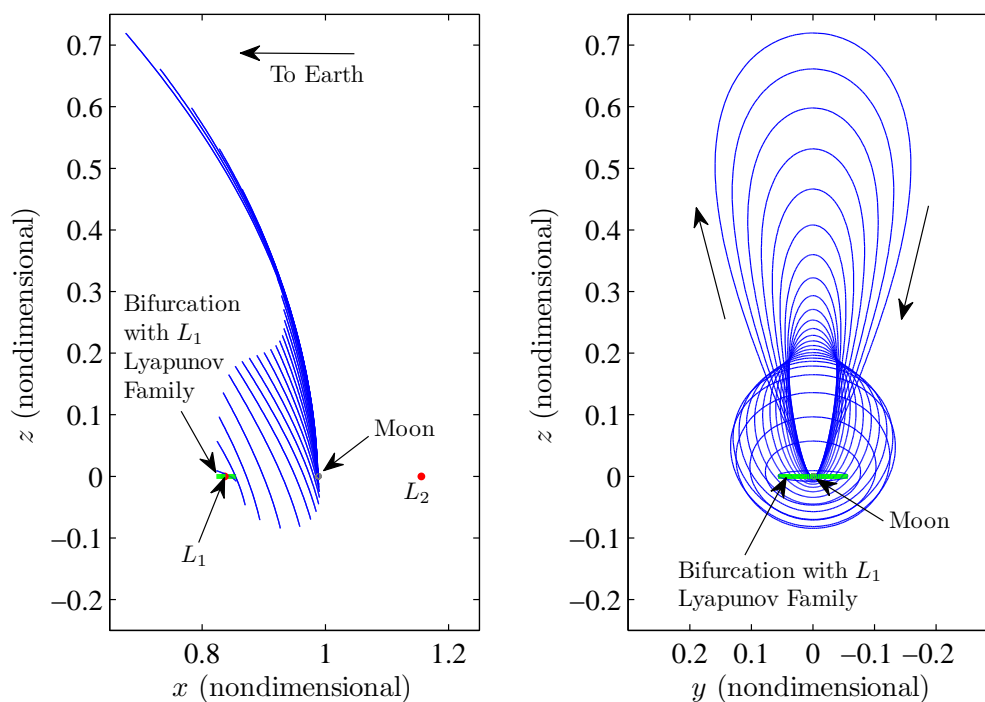 0.7
0.6
0.5
0.4
0.3
0.2
0.1
0
−0.1
−0.2
0.8
1
1.2
z (nondimensional)
x (nondimensional)
To Earth
Bifurcation
with L₁
Lyapunov
Family
Moon
L₂
L₁
0.7
0.6
0.5
0.4
0.3
0.2
0.1
0
−0.1
−0.2
0.2
0.1
0
−0.1
−0.2
z (nondimensional)
y (nondimensional)
Moon
Bifurcation with L₁
Lyapunov Family